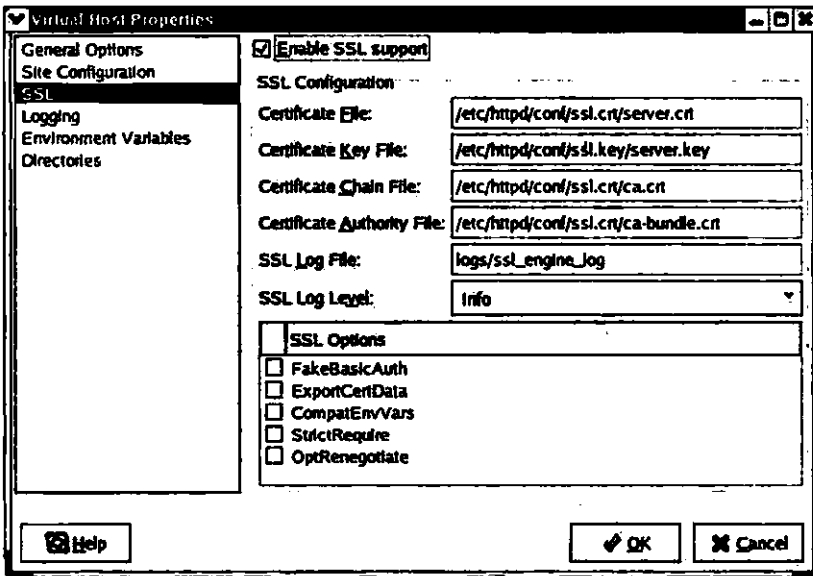 Virtual Host Properties
General Options
Site Configuration
SSL
Logging
Environment Variables
Directories
Enable SSL support
SSL Configuration
Certificate File: /etc/httpd/conf/ssl.crt/server.crt
Certificate Key File: /etc/httpd/conf/ssl.key/server.key
Certificate Chain File: /etc/httpd/conf/ssl.crt/ca.crt
Certificate Authority File: /etc/httpd/conf/ssl.crt/ca-bundle.crt
SSL Log File: logs/ssl_engine_log
SSL Log Level: Info
SSL Options
FakeBasicAuth
ExportCertData
CompatEnvVars
StrictRequire
OptRenegotiate
Help
OK
Cancel